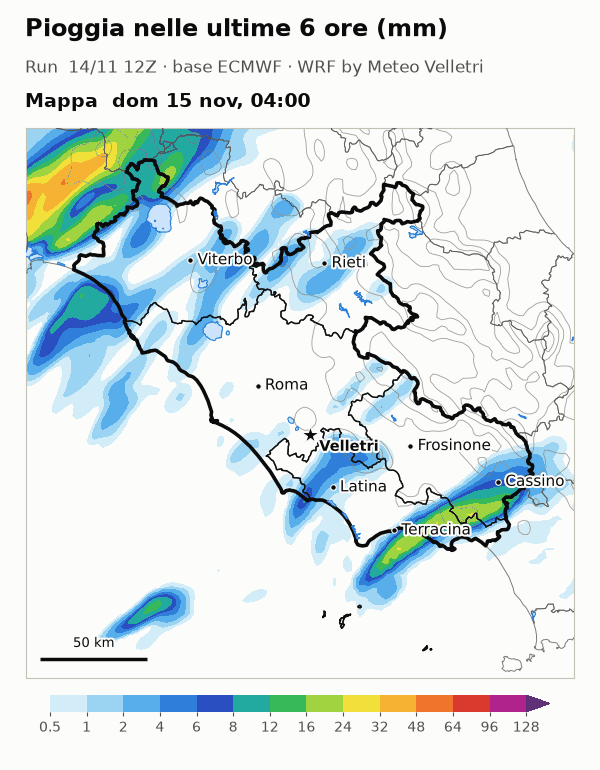 Pioggia nelle ultime 6 ore (mm)
Run  14/11 12Z · base ECMWF · WRF by Meteo Velletri
Mappa  dom 15 nov, 04:00
Viterbo
Rieti
Roma
Velletri
Frosinone
Latina
Cassino
Terracina
50 km
0.5 1 2 4 6 8 12 16 24 32 48 64 96 128